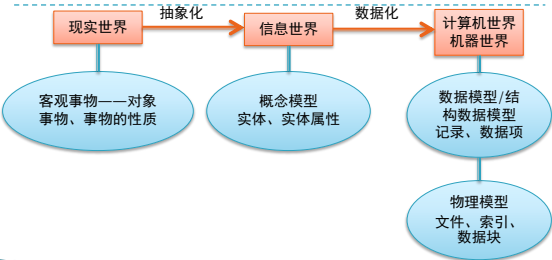 现实世界
抽象化
信息世界
数据化
计算机世界
机器世界
客观事物——对象
事物、事物的性质
概念模型
实体、实体属性
数据模型/结
构数据模型
记录、数据项
物理模型
文件、索引、
数据块